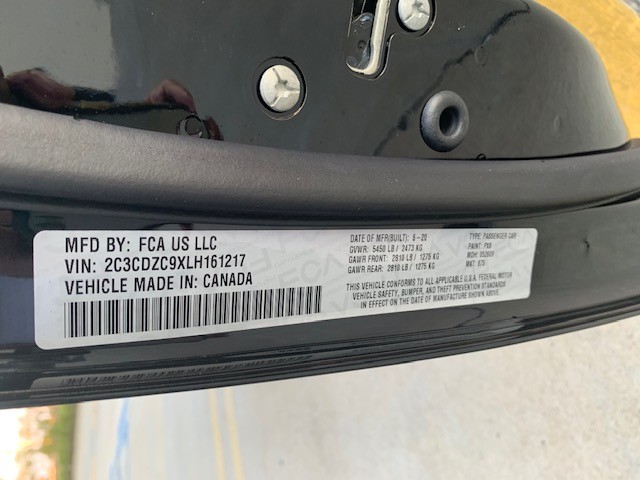 MFD BY: FCA US LLC
VIN: 2C3CDZC9XLH161217
VEHICLE MADE IN: CANADA
DATE OF MFR(BUILT): 6-20
GVWR: 5450 LB / 2473 KG
GAWR FRONT: 2810 LB / 1275 KG
GAWR REAR: 2810 LB / 1275 KG
TYPE: PASSENGER CAR
PAINT: PX8
MDH:
MAT:
THIS VEHICLE CONFORMS TO ALL APPLICABLE U.S.A. FEDERAL MOTOR
VEHICLE SAFETY, BUMPER, AND THEFT PREVENTION STANDARDS
IN EFFECT ON THE DATE OF MANUFACTURE SHOWN ABOVE.